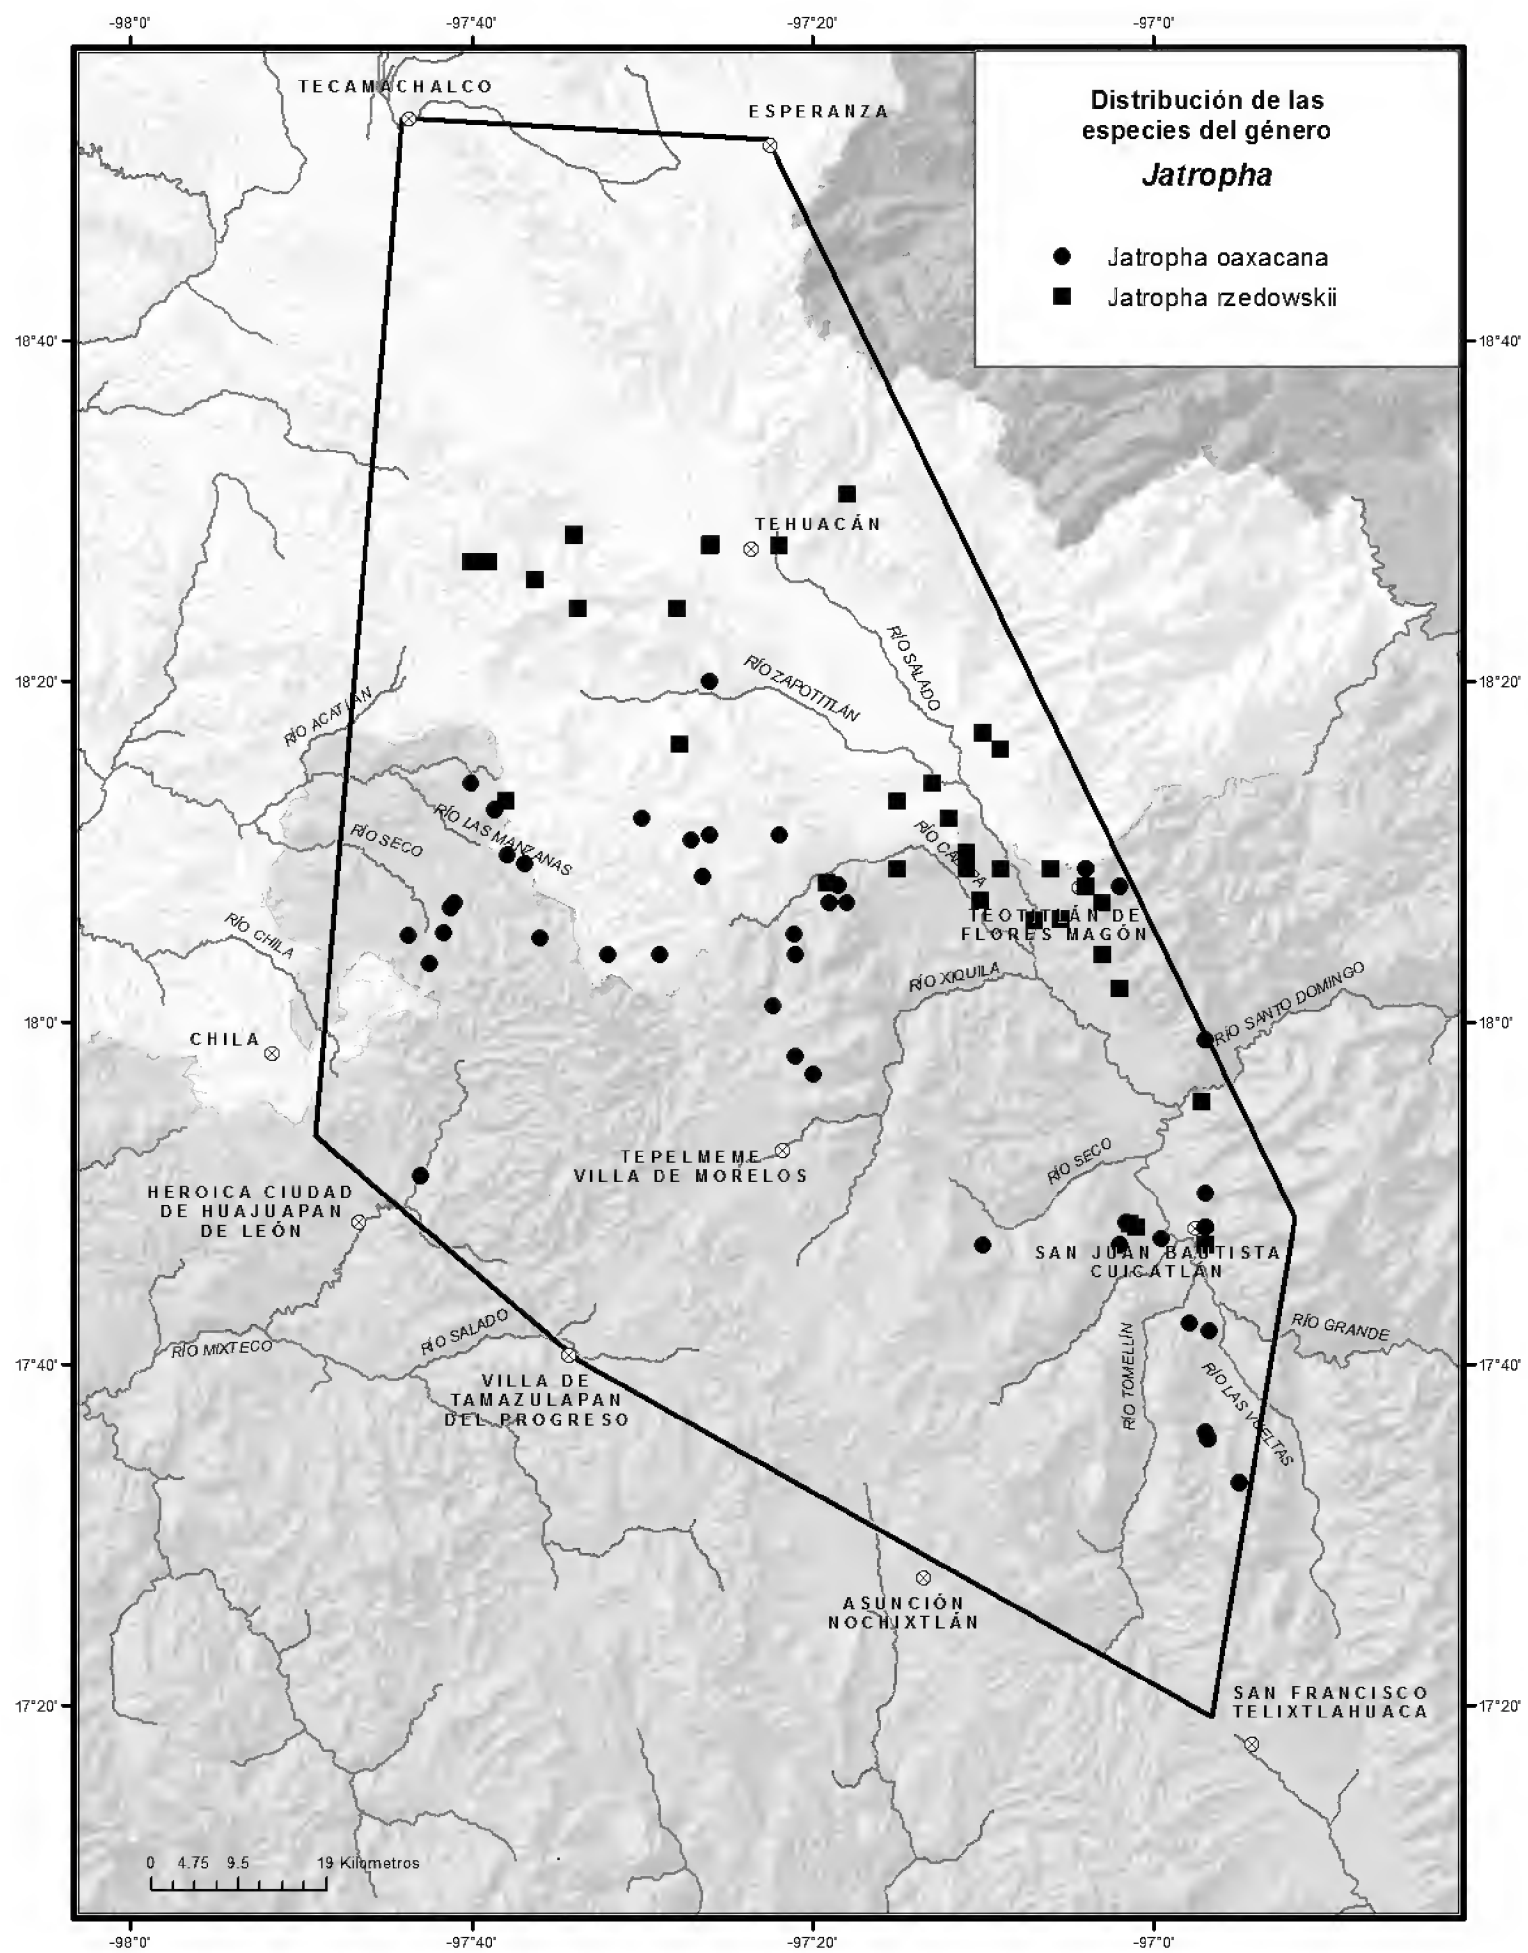 -98°0'
-97°40'
-97°20'
-97°0'
TECAMACHALCO
ESPERANZA
Distribución de las
especies del género
Jatropha
Jatropha oaxacana
Jatropha rzedowskii
18°40'
18°40'
TEHUACÁN
RÍO SALADO
RÍO ZAPOTITLÁN
18°20'
18°20'
RÍO ACATLÁN
RÍO LAS MANZANAS
RÍO SECO
TEOTITLÁN DE
FLORES MAGÓN
RÍO CHILA
RÍO XIQUILA
RÍO SANTO DOMINGO
18°0'
18°0'
CHILA
TEPELMEME
VILLA DE MORELOS
RÍO SECO
HEROICA CIUDAD
DE HUAJUAPAN
DE LEÓN
SAN JUAN BAUTISTA
CUICATLÁN
RÍO MIXTECO
RÍO SALADO
RÍO GRANDE
RÍO TOMELLÍN
RÍO LAS VUELTAS
17°40'
17°40'
VILLA DE
TAMAZULAPAN
DEL PROGRESO
ASUNCIÓN
NOCHIXTLÁN
SAN FRANCISCO
TELIXTLAHUACA
17°20'
17°20'
0 4.75 9.5 19 Kilometros
-98°0'
-97°40'
-97°20'
-97°0'